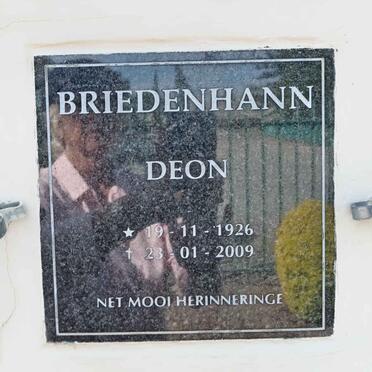 BRIEDENHANN
DEON
★ 19 - 11 - 1926
† 23 - 01 - 2009
NET MOOI HERINNERINGE